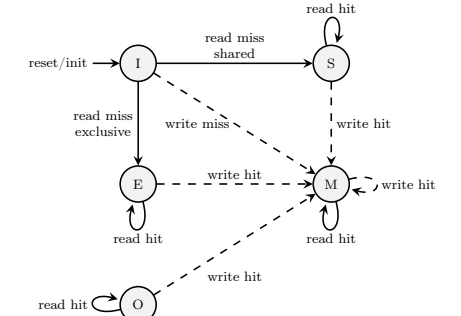 read hit
read miss
shared
reset/init
I
S
read miss
exclusive
write miss
write hit
E
write hit
M
write hit
read hit
read hit
write hit
read hit
O